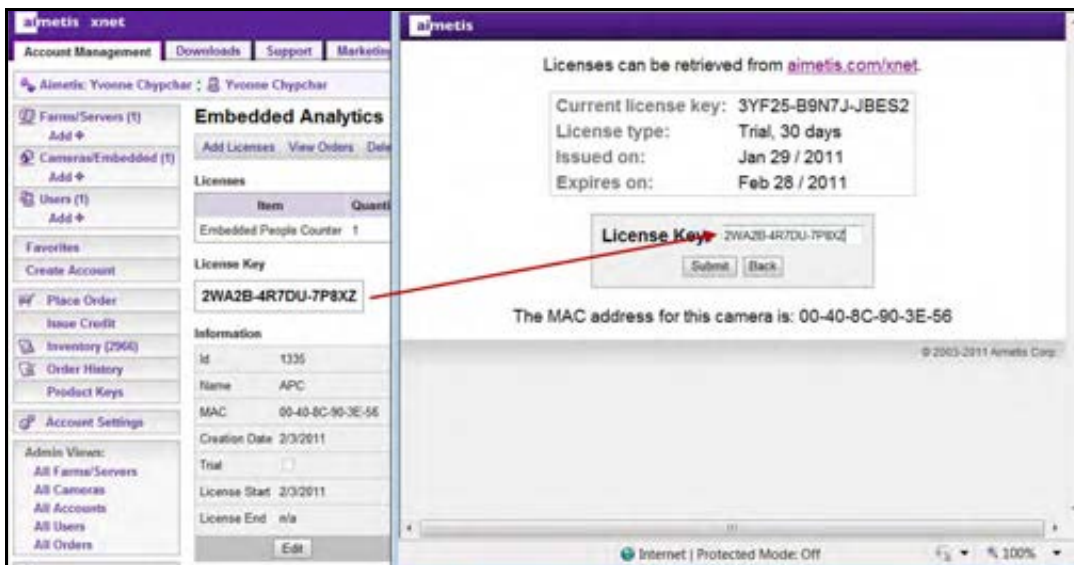 aimetis xnet
Account Management Downloads Support Marketing
Aimetis: Yvonne Chypchar : Yvonne Chypchar
Farms/Servers (1)
Add +
Cameras/Embedded (1)
Add +
Users (1)
Add +
Favorites
Create Account
Place Order
Issue Credit
Inventory (2966)
Order History
Product Keys
Account Settings
Admin Views:
All Farms/Servers
All Cameras
All Accounts
All Users
All Orders
Embedded Analytics
Add Licenses View Orders Dele
Licenses
Item Quanti
Embedded People Counter 1
License Key
2WA2B-4R7DU-7P8XZ
Information
Id 1335
Name APC
MAC 00-40-8C-90-3E-56
Creation Date 2/3/2011
Trial
License Start 2/3/2011
License End n/a
Edit
aimetis
Licenses can be retrieved from aimetis.com/xnet.
Current license key: 3YF25-B9N7J-JBES2
License type: Trial, 30 days
Issued on: Jan 29 / 2011
Expires on: Feb 28 / 2011
License Key: 2WA2B-4R7DU-7P8XZ
Submit Back
The MAC address for this camera is: 00-40-8C-90-3E-56
© 2003-2011 Aimetis Corp.
Internet | Protected Mode: Off 100%